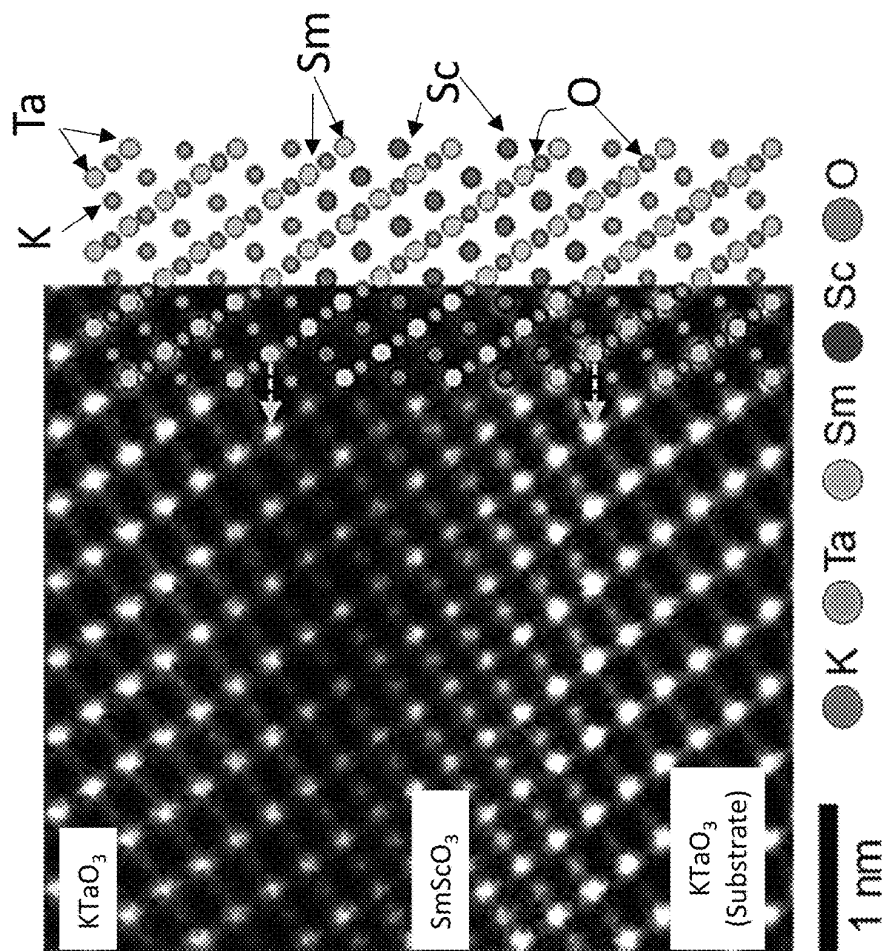 Ta
K
Sm
Sc
O
KTaO₃
SmScO₃
KTaO₃
(Substrate)
K Ta Sm Sc O
1 nm